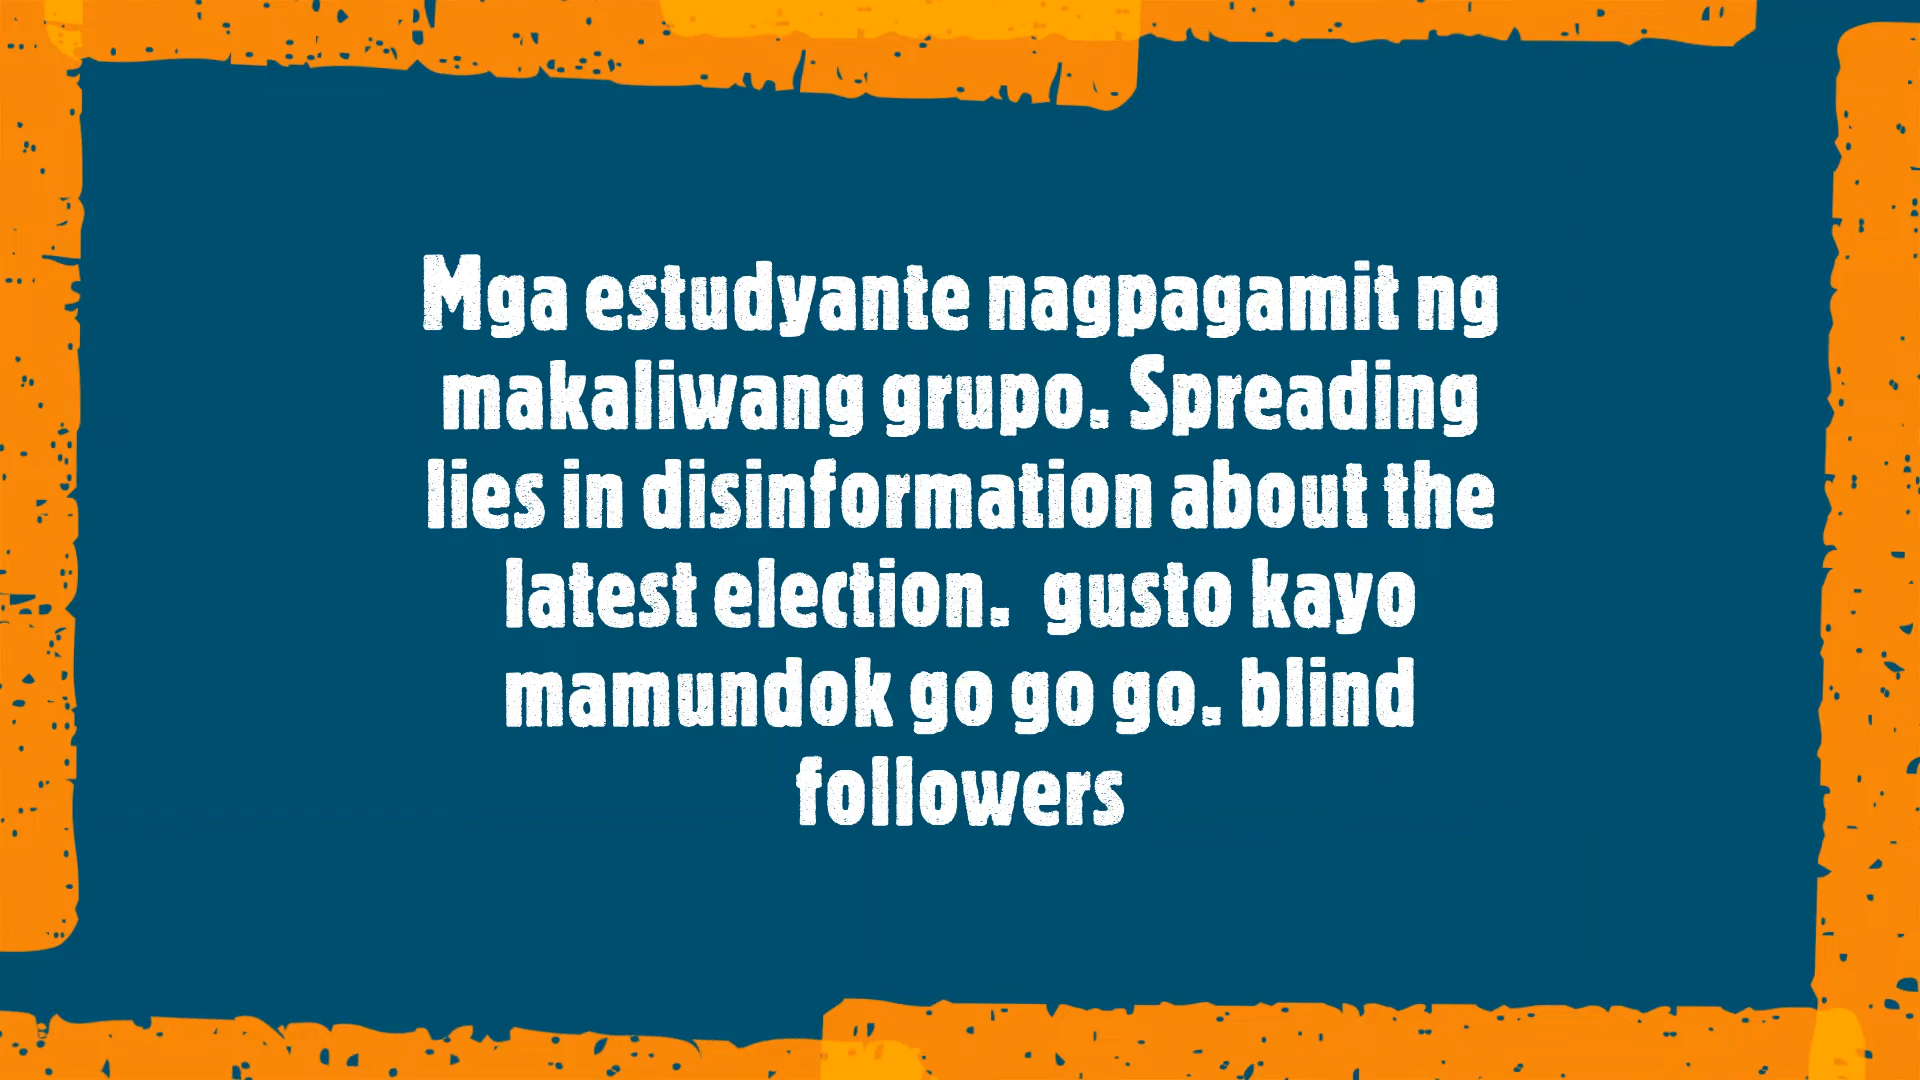 Mga estudyante nagpagamit ng
makaliwang grupo. Spreading
lies in disinformation about the
latest election.  gusto kayo
mamundok go go go. blind
followers